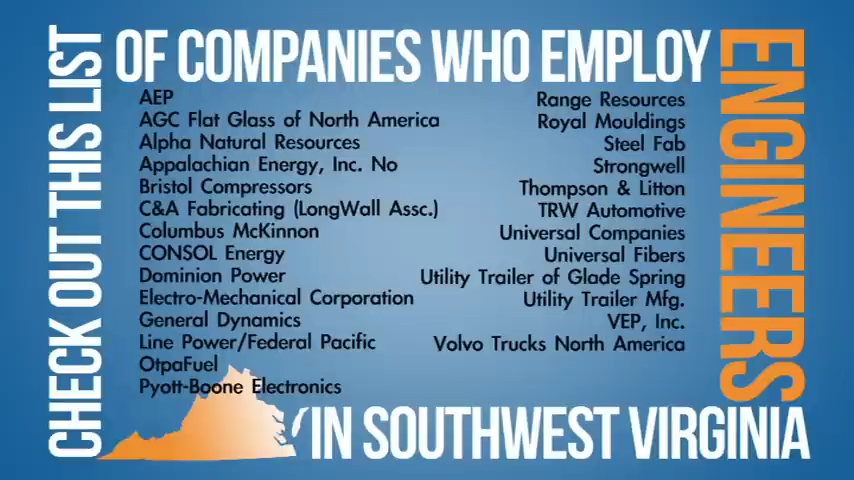 CHECK OUT THIS LIST
OF COMPANIES WHO EMPLOY
ENGINEERS
IN SOUTHWEST VIRGINIA
AEP
AGC Flat Glass of North America
Alpha Natural Resources
Appalachian Energy, Inc. No
Bristol Compressors
C&A Fabricating (LongWall Assc.)
Columbus McKinnon
CONSOL Energy
Dominion Power
Electro-Mechanical Corporation
General Dynamics
Line Power/Federal Pacific
OtpaFuel
Pyott-Boone Electronics
Range Resources
Royal Mouldings
Steel Fab
Strongwell
Thompson & Litton
TRW Automotive
Universal Companies
Universal Fibers
Utility Trailer of Glade Spring
Utility Trailer Mfg.
VEP, Inc.
Volvo Trucks North America